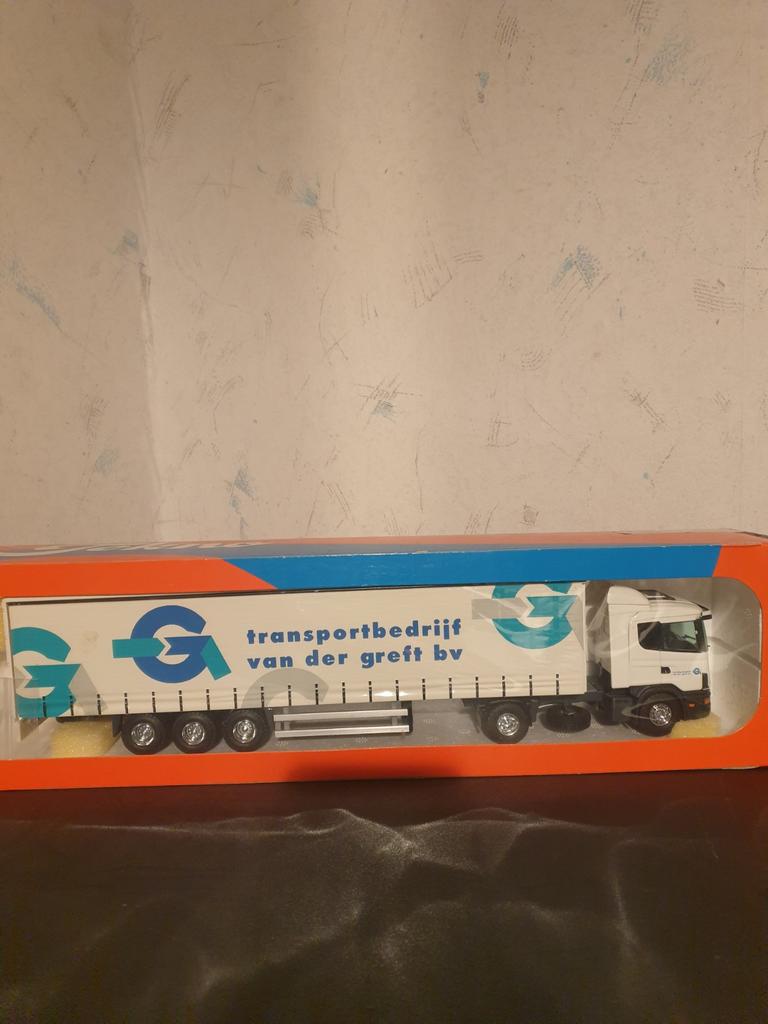 transportbedrijf
van der greft bv